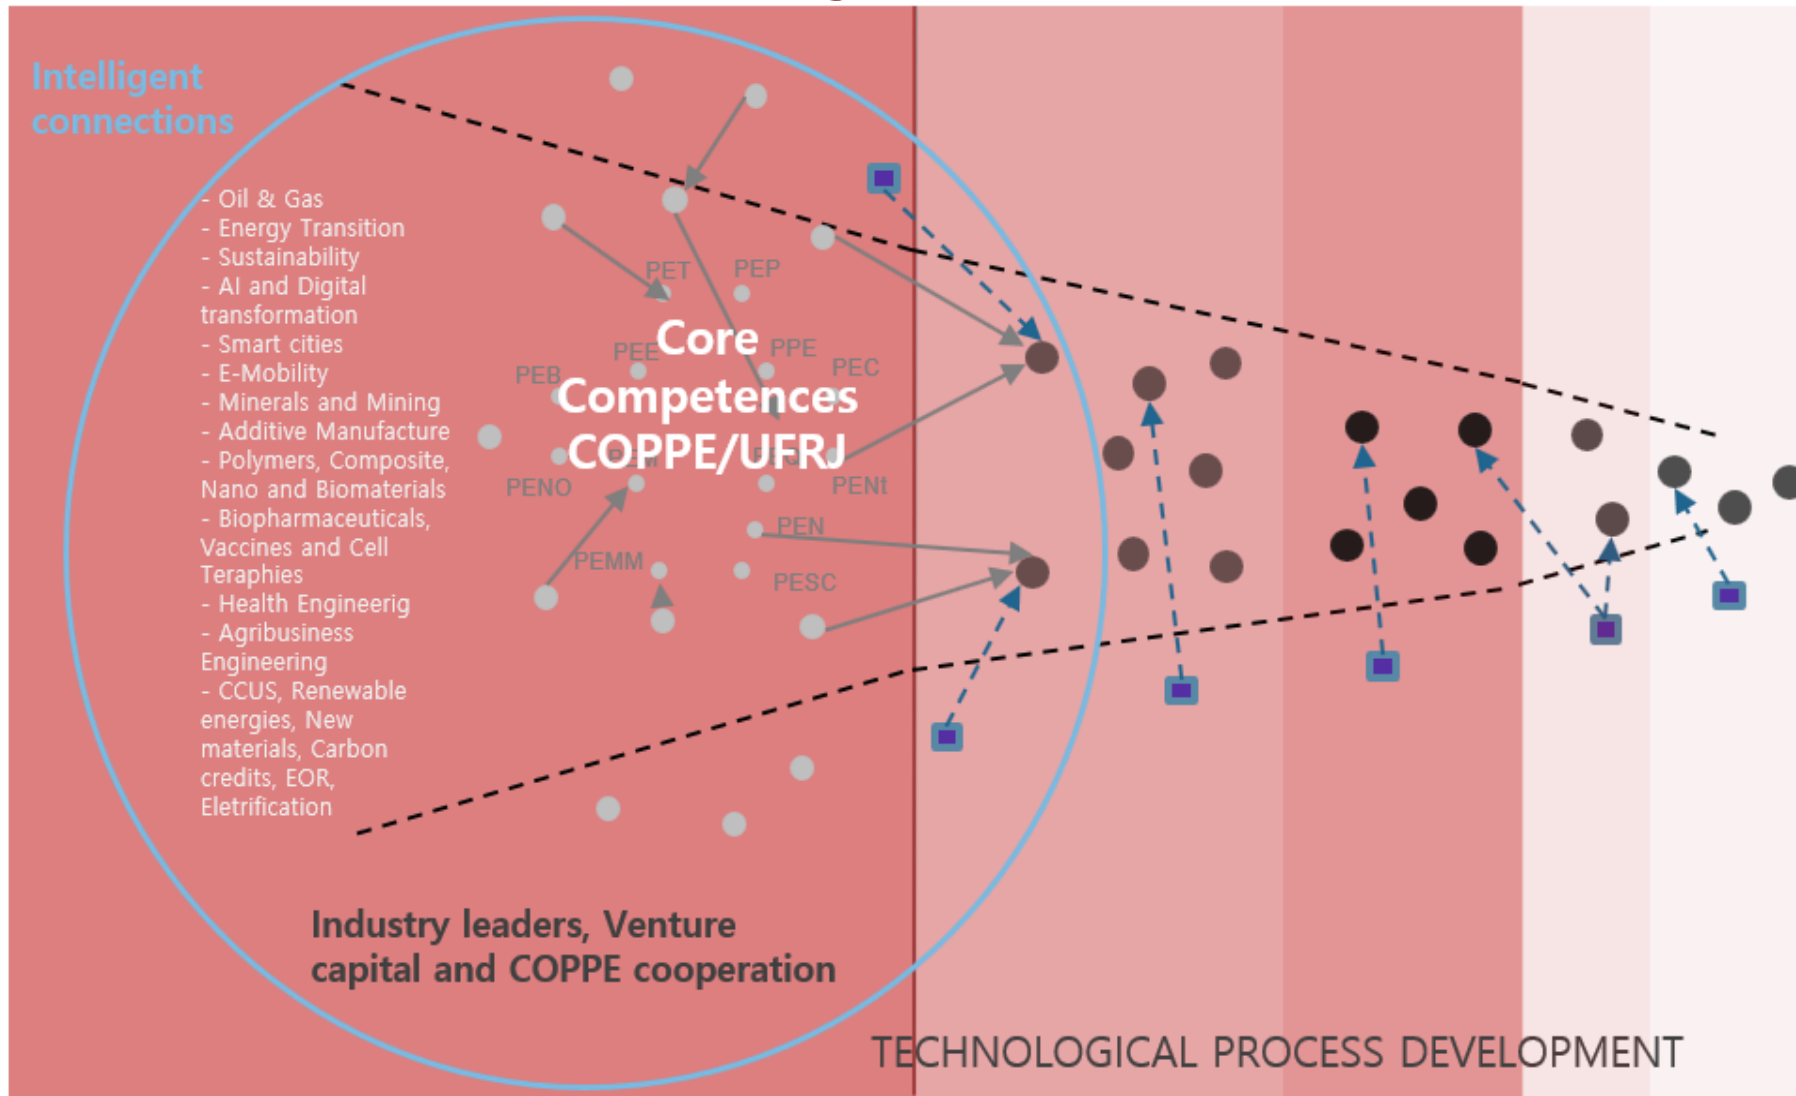 Intelligent
connections
- Oil & Gas
- Energy Transition
- Sustainability
- AI and Digital
transformation
- Smart cities
- E-Mobility
- Minerals and Mining
- Additive Manufacture
- Polymers, Composite,
Nano and Biomaterials
- Biopharmaceuticals,
Vaccines and Cell
Teraphies
- Health Engineerig
- Agribusiness
Engineering
- CCUS, Renewable
energies, New
materials, Carbon
credits, EOR,
Eletrification
PET
PEP
PEE
PPE
PEB
PEC
Core
Competences
COPPE/UFRJ
PEM
PENO
PENt
PEN
PEMM
PESC
Industry leaders, Venture
capital and COPPE cooperation
TECHNOLOGICAL PROCESS DEVELOPMENT